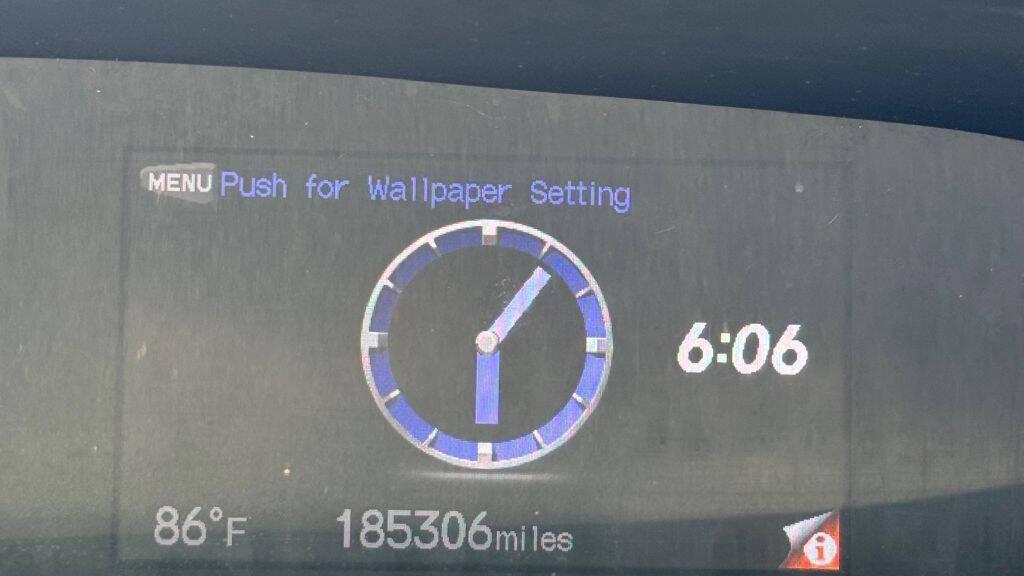 MENU Push for Wallpaper Setting
6:06
86°F 185306miles
i